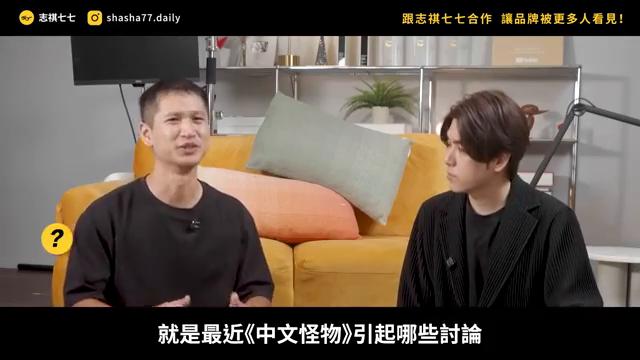 志祺七七
shasha77.daily
跟志祺七七合作 讓品牌被更多人看見!
?
就是最近《中文怪物》引起哪些討論